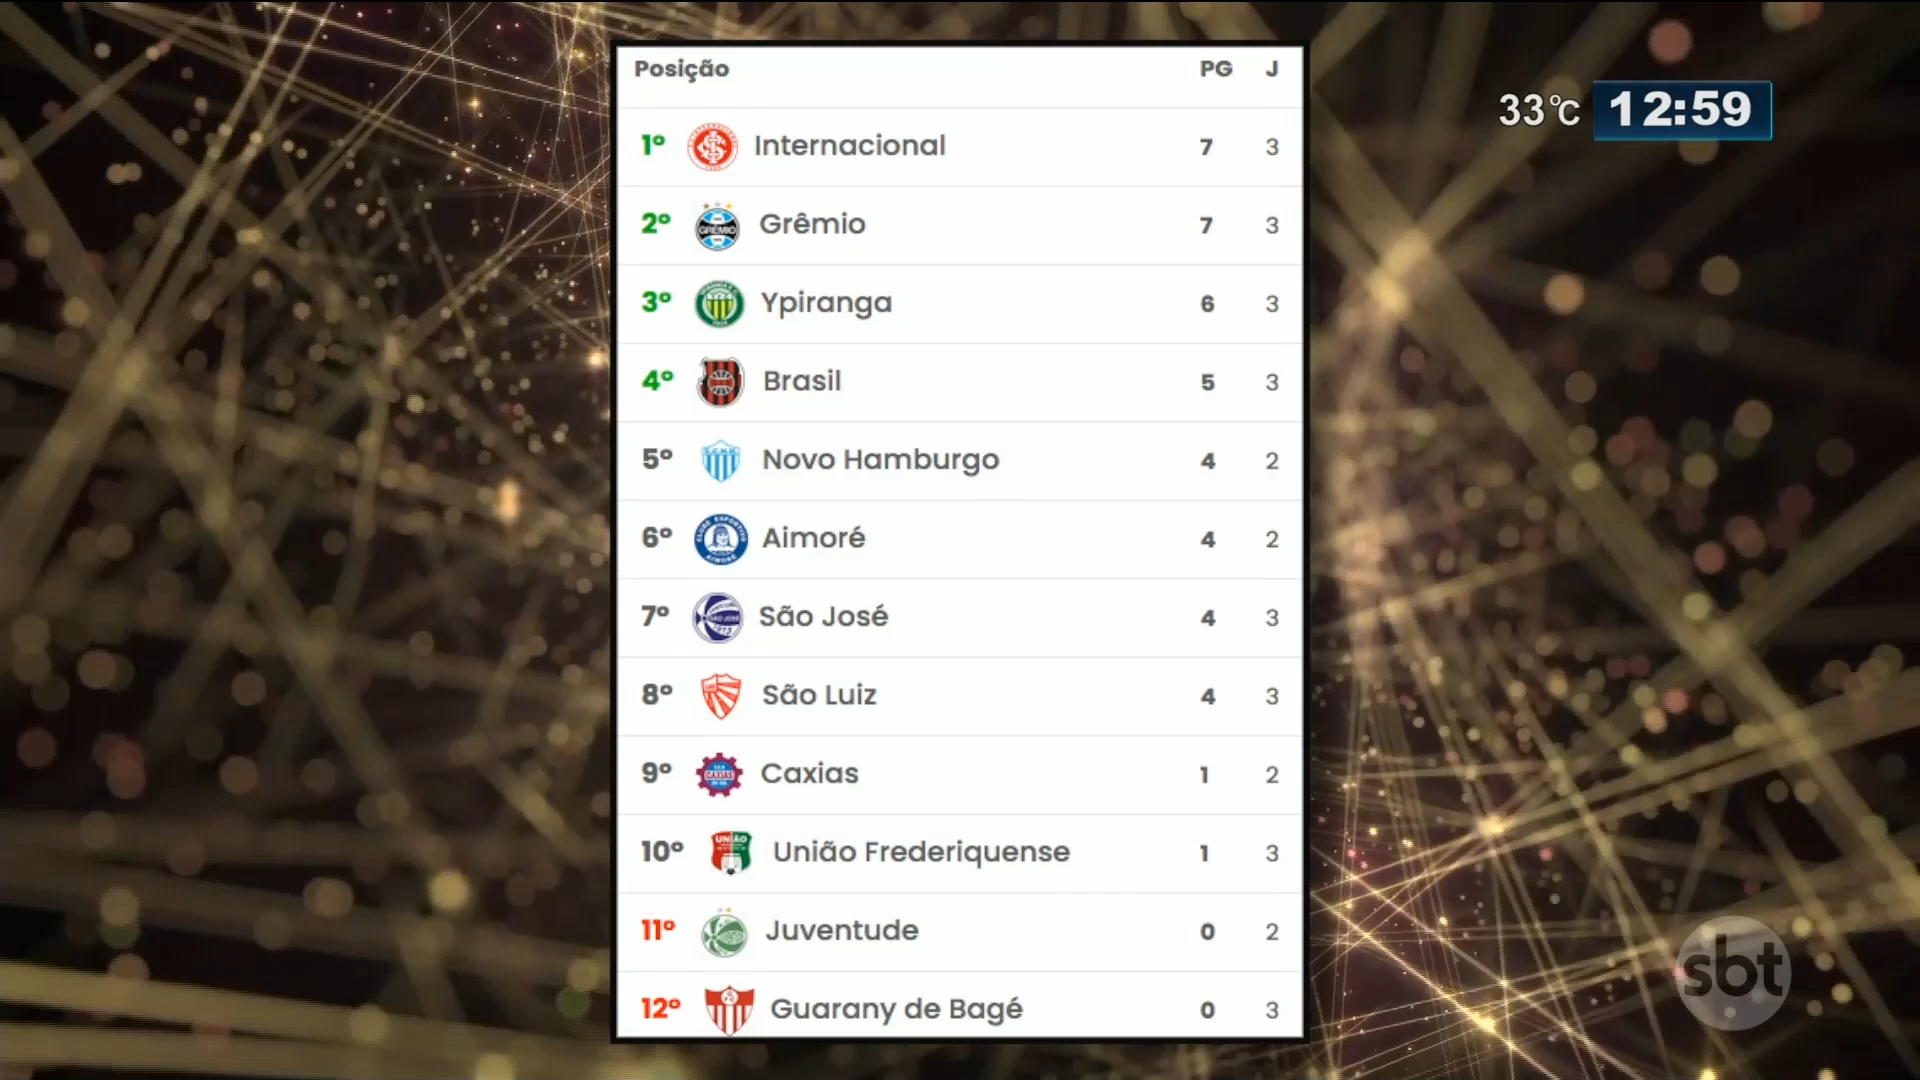 Posição PG J
33°C 12:59
1º Internacional 7 3
2º GRÊMIO Grêmio 7 3
3º Ypiranga 6 3
4º Brasil 5 3
5º Novo Hamburgo 4 2
6º Aimoré 4 2
7º São José 4 3
8º São Luiz 4 3
9º CAXIAS Caxias 1 2
10º UNIÃO União Frederiquense 1 3
11º Juventude 0 2
12º Guarany de Bagé 0 3
sbt